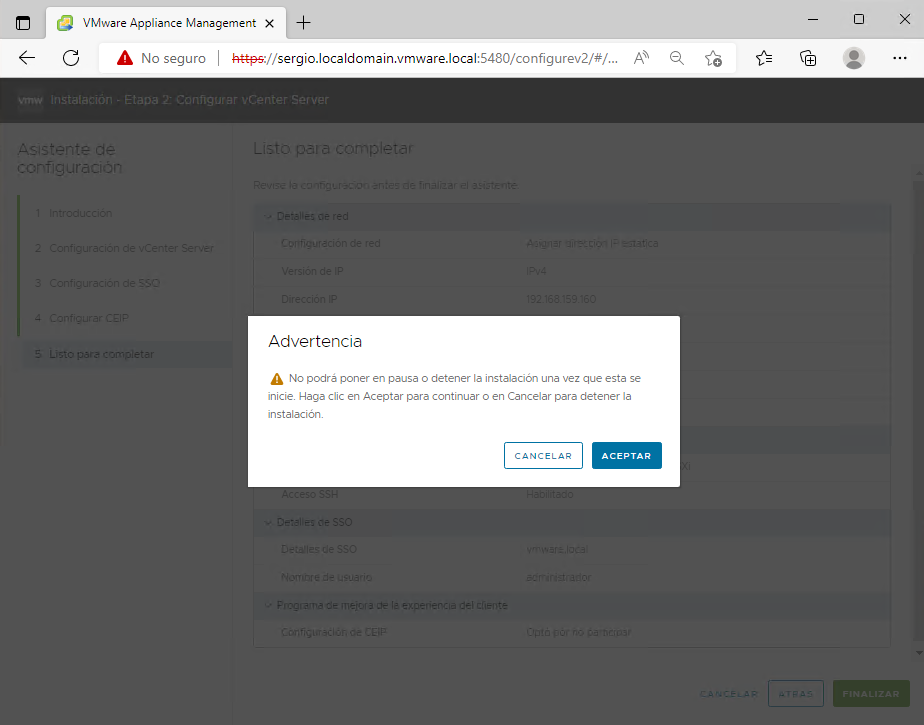 VMware Appliance Management
No seguro
https://sergio.localdomain.vmware.local:5480/configurev2/#/...
vmw Instalación - Etapa 2: Configurar vCenter Server
Asistente de
configuración
1 Introducción
2 Configuración de vCenter Server
3 Configuración de SSO
4 Configurar CEIP
5 Listo para completar
Listo para completar
Revise la configuración antes de finalizar el asistente.
Detalles de red
Configuración de red Asignar dirección IP estática
Versión de IP IPv4
Dirección IP 192.168.159.160
Advertencia
No podrá poner en pausa o detener la instalación una vez que esta se
inicie. Haga clic en Aceptar para continuar o en Cancelar para detener la
instalación.
CANCELAR ACEPTAR
Acceso SSH Habilitado
Detalles de SSO
Detalles de SSO vmware.local
Nombre de usuario administrator
Programa de mejora de la experiencia del cliente
Configuración de CEIP Optó por no participar
CANCELAR ATRÁS FINALIZAR